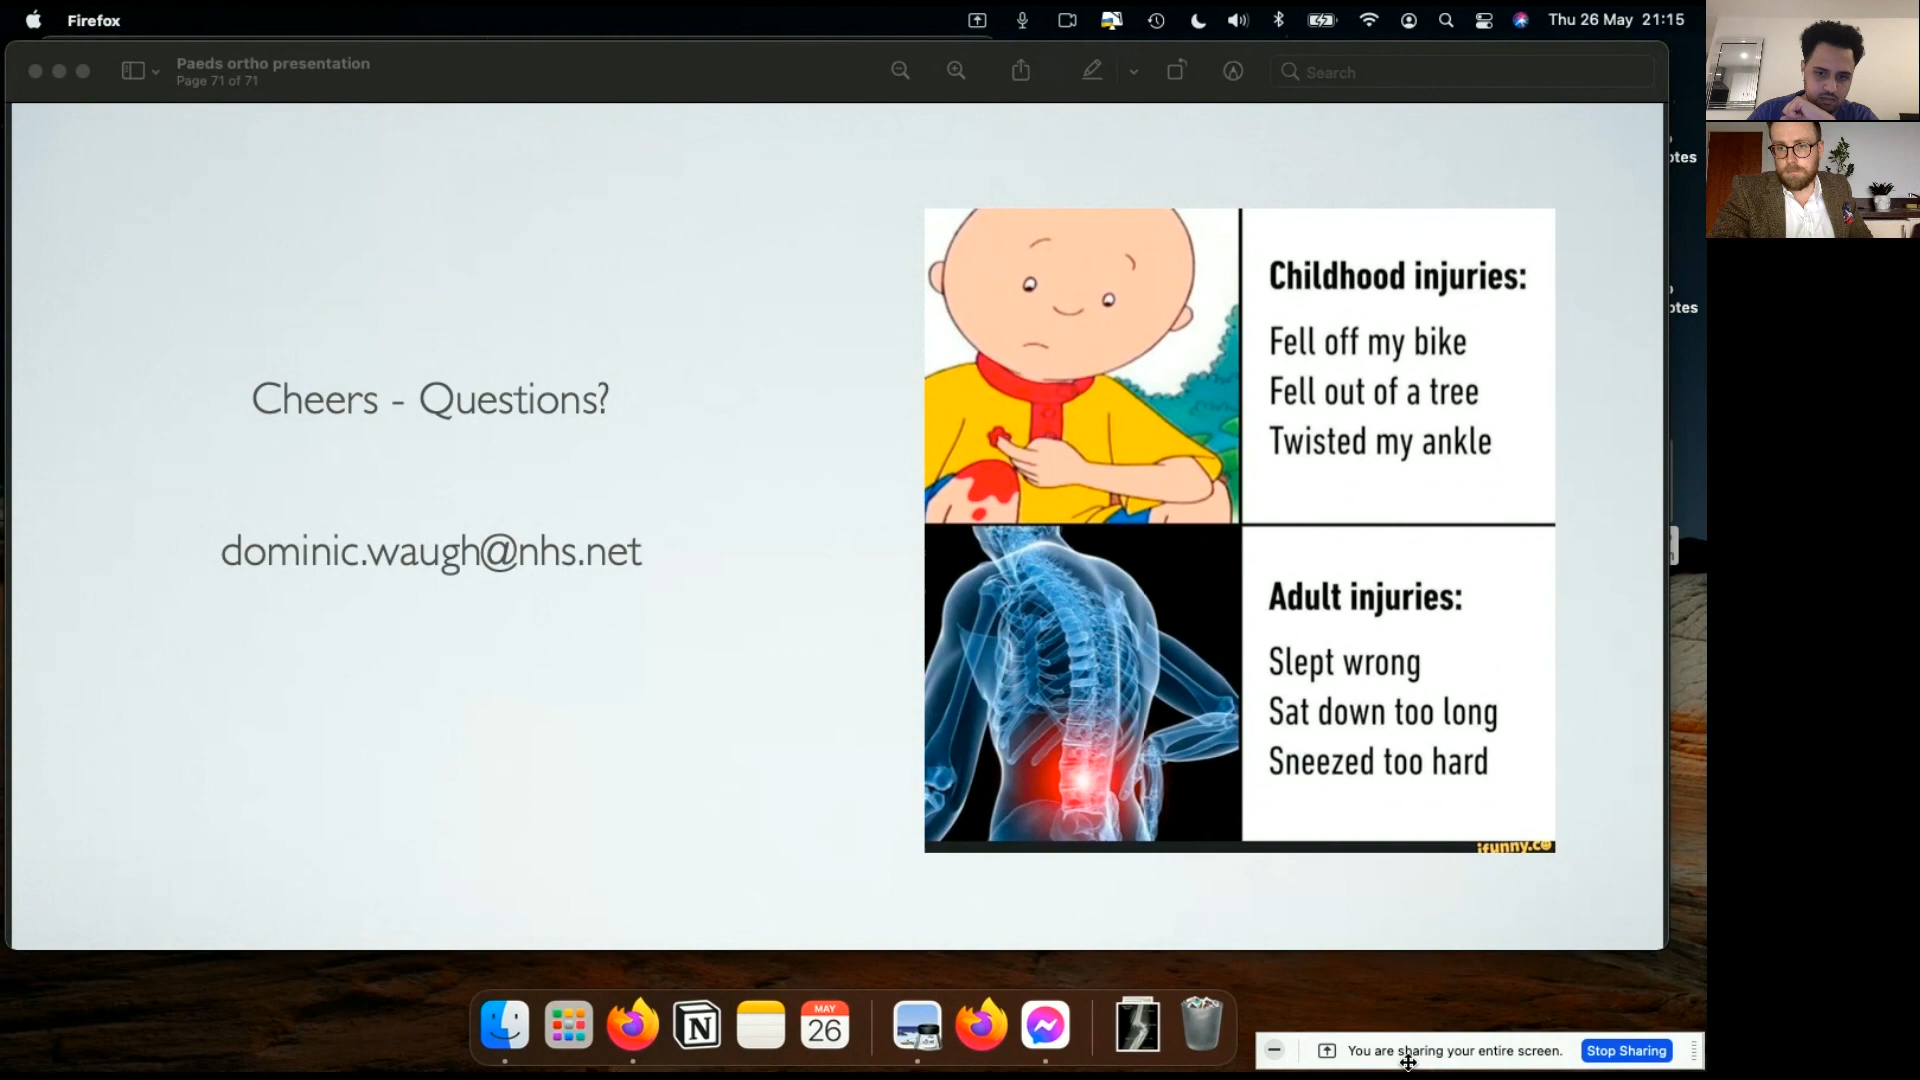 Firefox
Thu 26 May 21:15
Paeds ortho presentation
Page 71 of 71
Search
otes
otes
Cheers - Questions?
dominic.waugh@nhs.net
Childhood injuries:
Fell off my bike
Fell out of a tree
Twisted my ankle
Adult injuries:
Slept wrong
Sat down too long
Sneezed too hard
ifunny.co
MAY
26
You are sharing your entire screen.
Stop Sharing